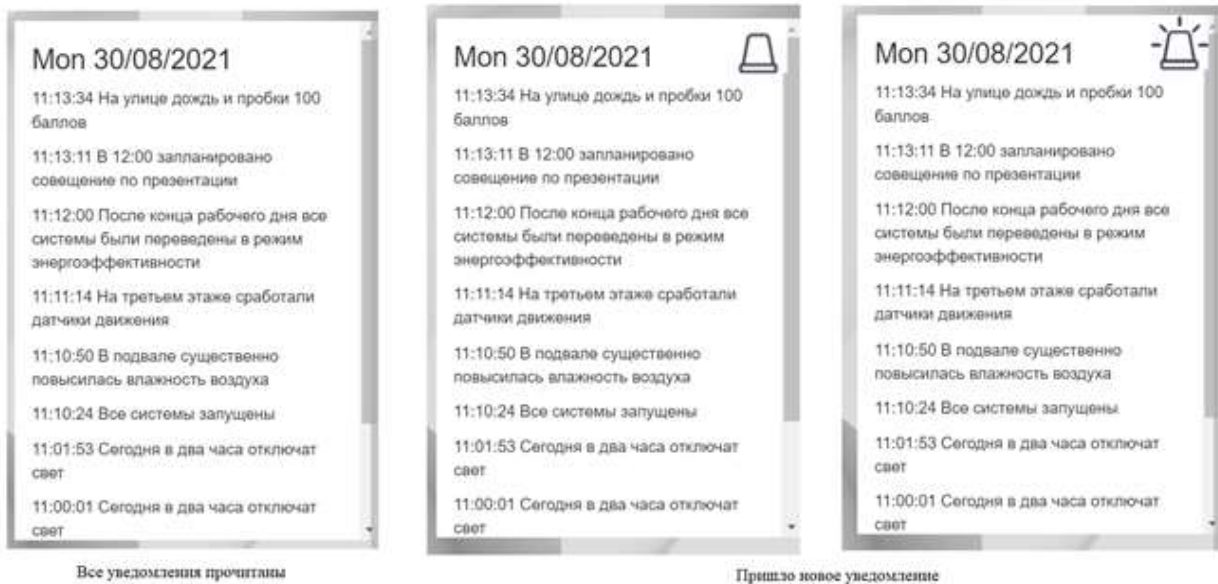 Mon 30/08/2021
11:13:34 На улице дождь и пробки 100
баллов
11:13:11 В 12:00 запланировано
совещение по презентации
11:12:00 После конца рабочего дня все
системы были переведены в режим
энергоэффективности
11:11:14 На третьем этаже сработали
датчики движения
11:10:50 В подвале существенно
повысилась влажность воздуха
11:10:24 Все системы запущены
11:01:53 Сегодня в два часа отключат
свет
11:00:01 Сегодня в два часа отключат
свет
Все уведомления прочитаны
Mon 30/08/2021
11:13:34 На улице дождь и пробки 100
баллов
11:13:11 В 12:00 запланировано
совещение по презентации
11:12:00 После конца рабочего дня все
системы были переведены в режим
энергоэффективности
11:11:14 На третьем этаже сработали
датчики движения
11:10:50 В подвале существенно
повысилась влажность воздуха
11:10:24 Все системы запущены
11:01:53 Сегодня в два часа отключат
свет
11:00:01 Сегодня в два часа отключат
свет
Mon 30/08/2021
11:13:34 На улице дождь и пробки 100
баллов
11:13:11 В 12:00 запланировано
совещение по презентации
11:12:00 После конца рабочего дня все
системы были переведены в режим
энергоэффективности
11:11:14 На третьем этаже сработали
датчики движения
11:10:50 В подвале существенно
повысилась влажность воздуха
11:10:24 Все системы запущены
11:01:53 Сегодня в два часа отключат
свет
11:00:01 Сегодня в два часа отключат
свет
Пришло новое уведомление